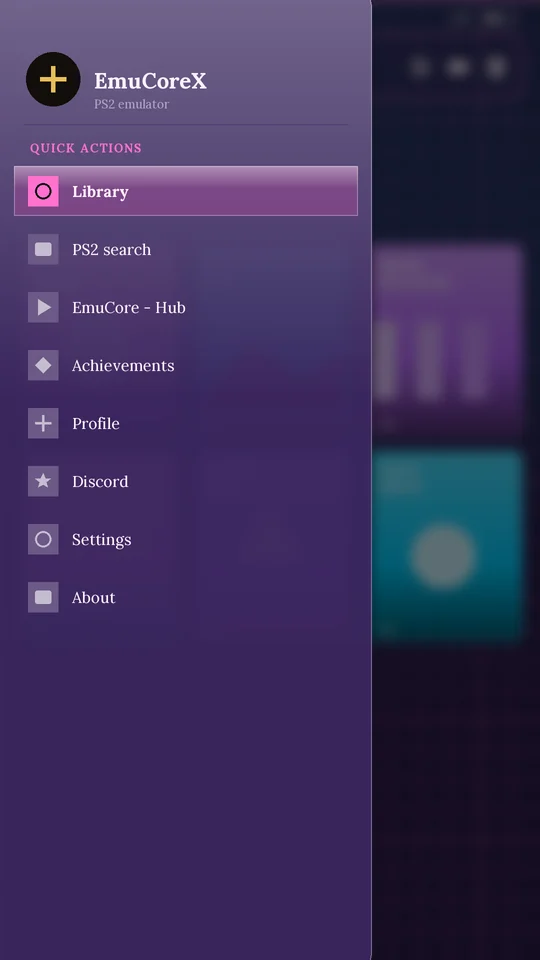 EmuCoreX
PS2 emulator
QUICK ACTIONS
Library
PS2 search
EmuCore - Hub
Achievements
Profile
Discord
Settings
About